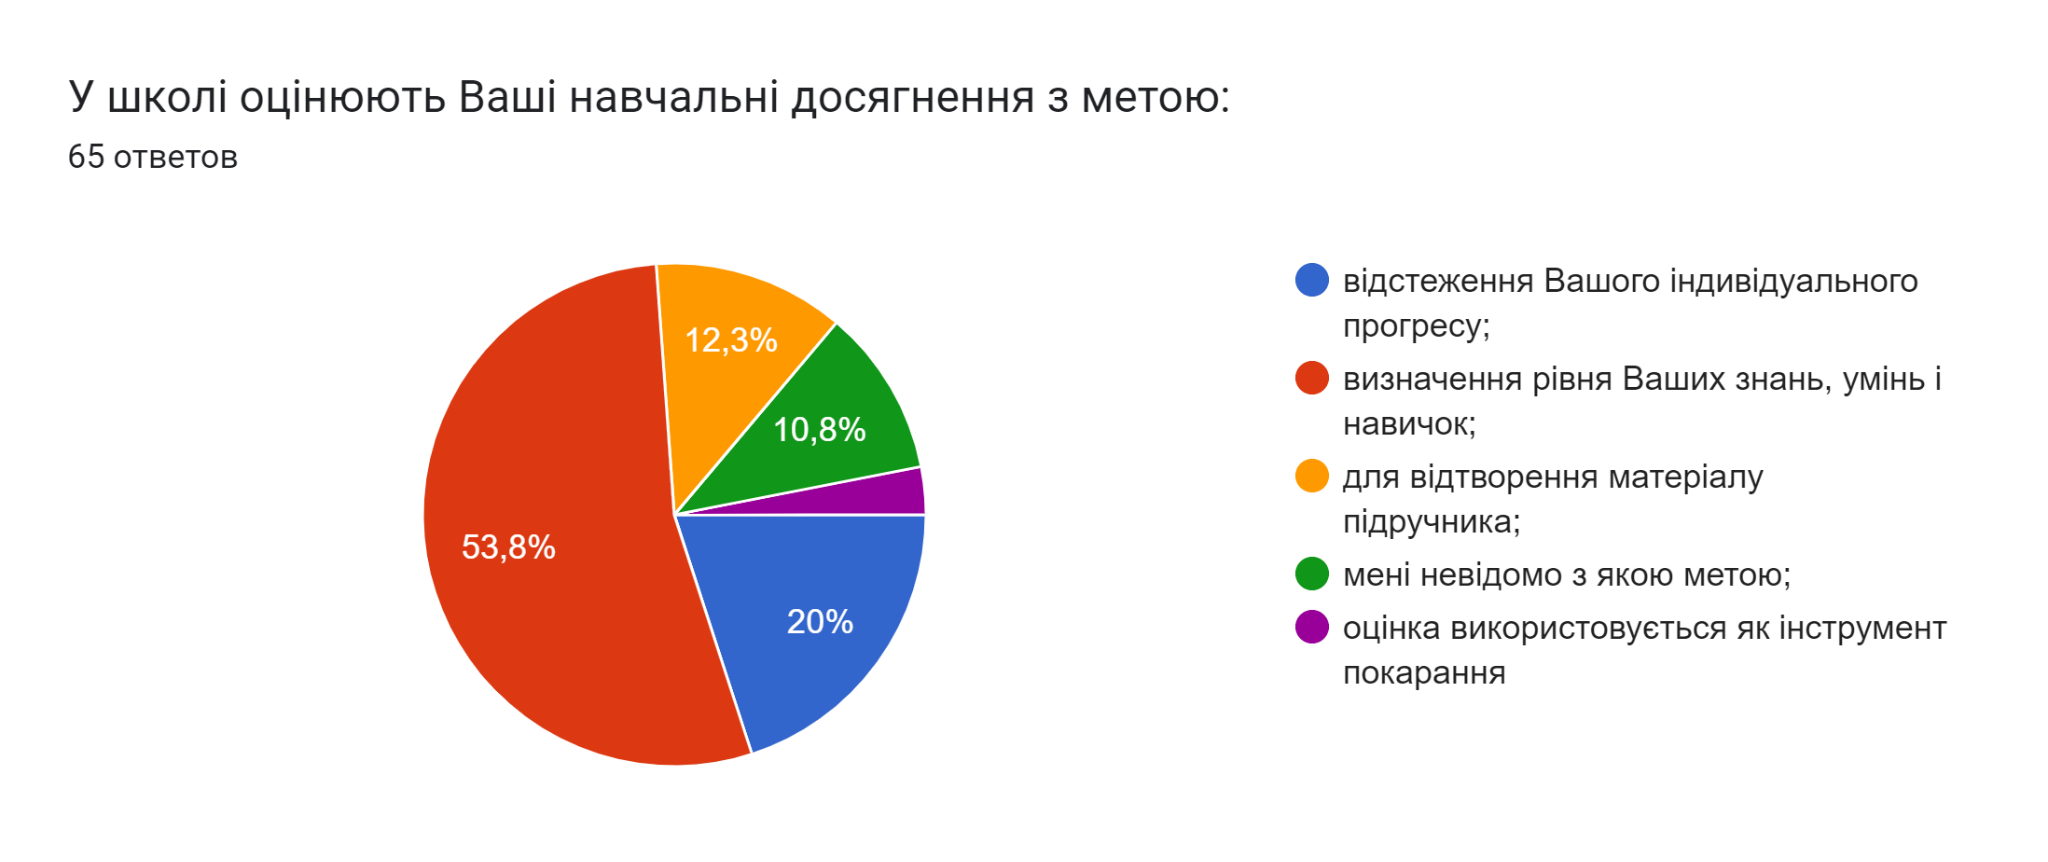 У школі оцінюють Ваші навчальні досягнення з метою:
65 ответов
12,3%
10,8%
53,8%
20%
відстеження Вашого індивідуального
прогресу;
визначення рівня Ваших знань, умінь і
навичок;
для відтворення матеріалу
підручника;
мені невідомо з якою метою;
оцінка використовується як інструмент
покарання